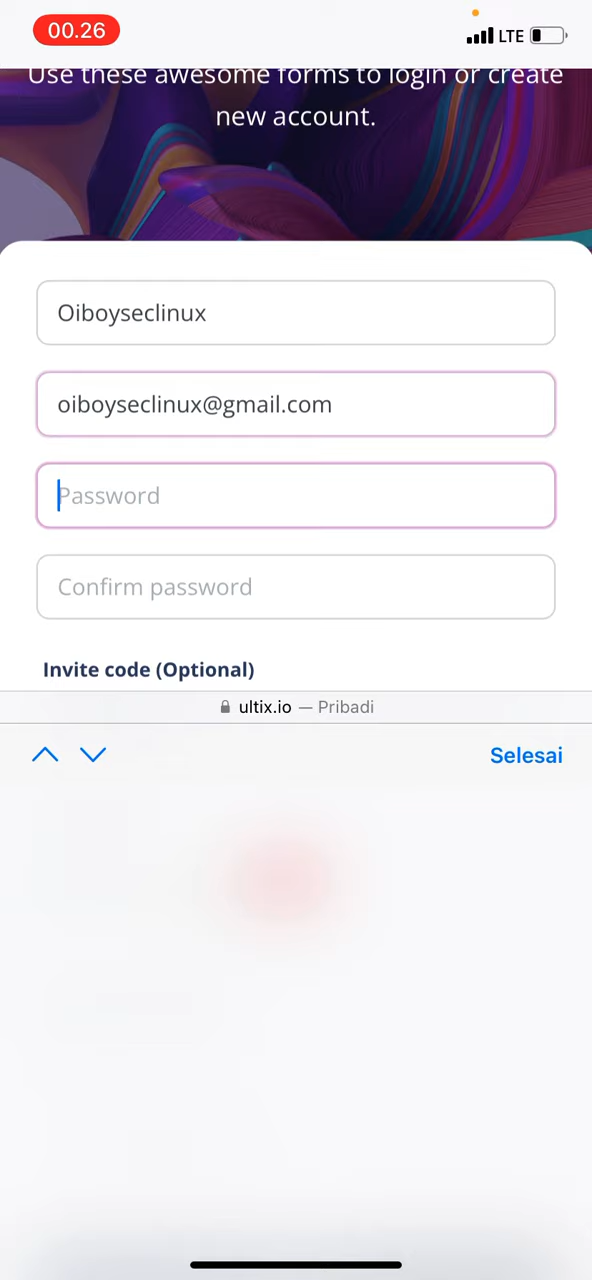 00.26
LTE
Use these awesome forms to login or create
new account.
Oiboyseclinux
oiboyseclinux@gmail.com
Password
Confirm password
Invite code (Optional)
ultix.io — Pribadi
Selesai